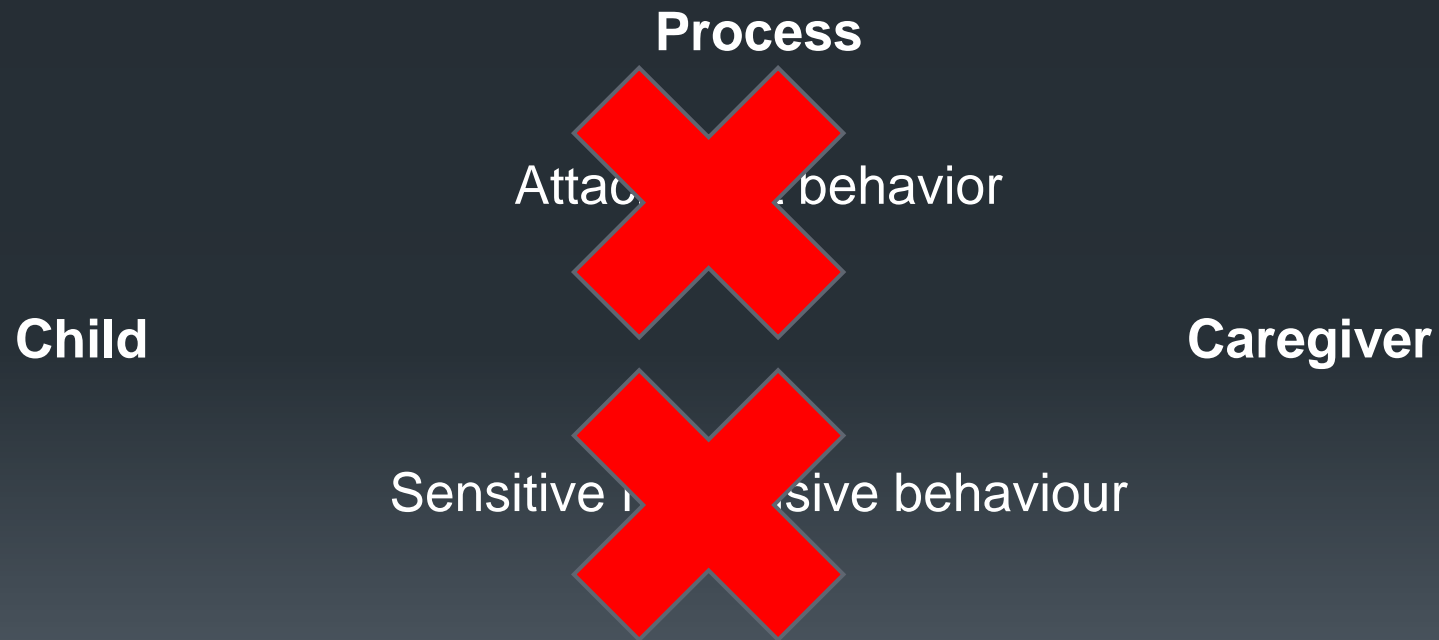 Process
behavior
Child
Caregiver
Sensitive behaviour